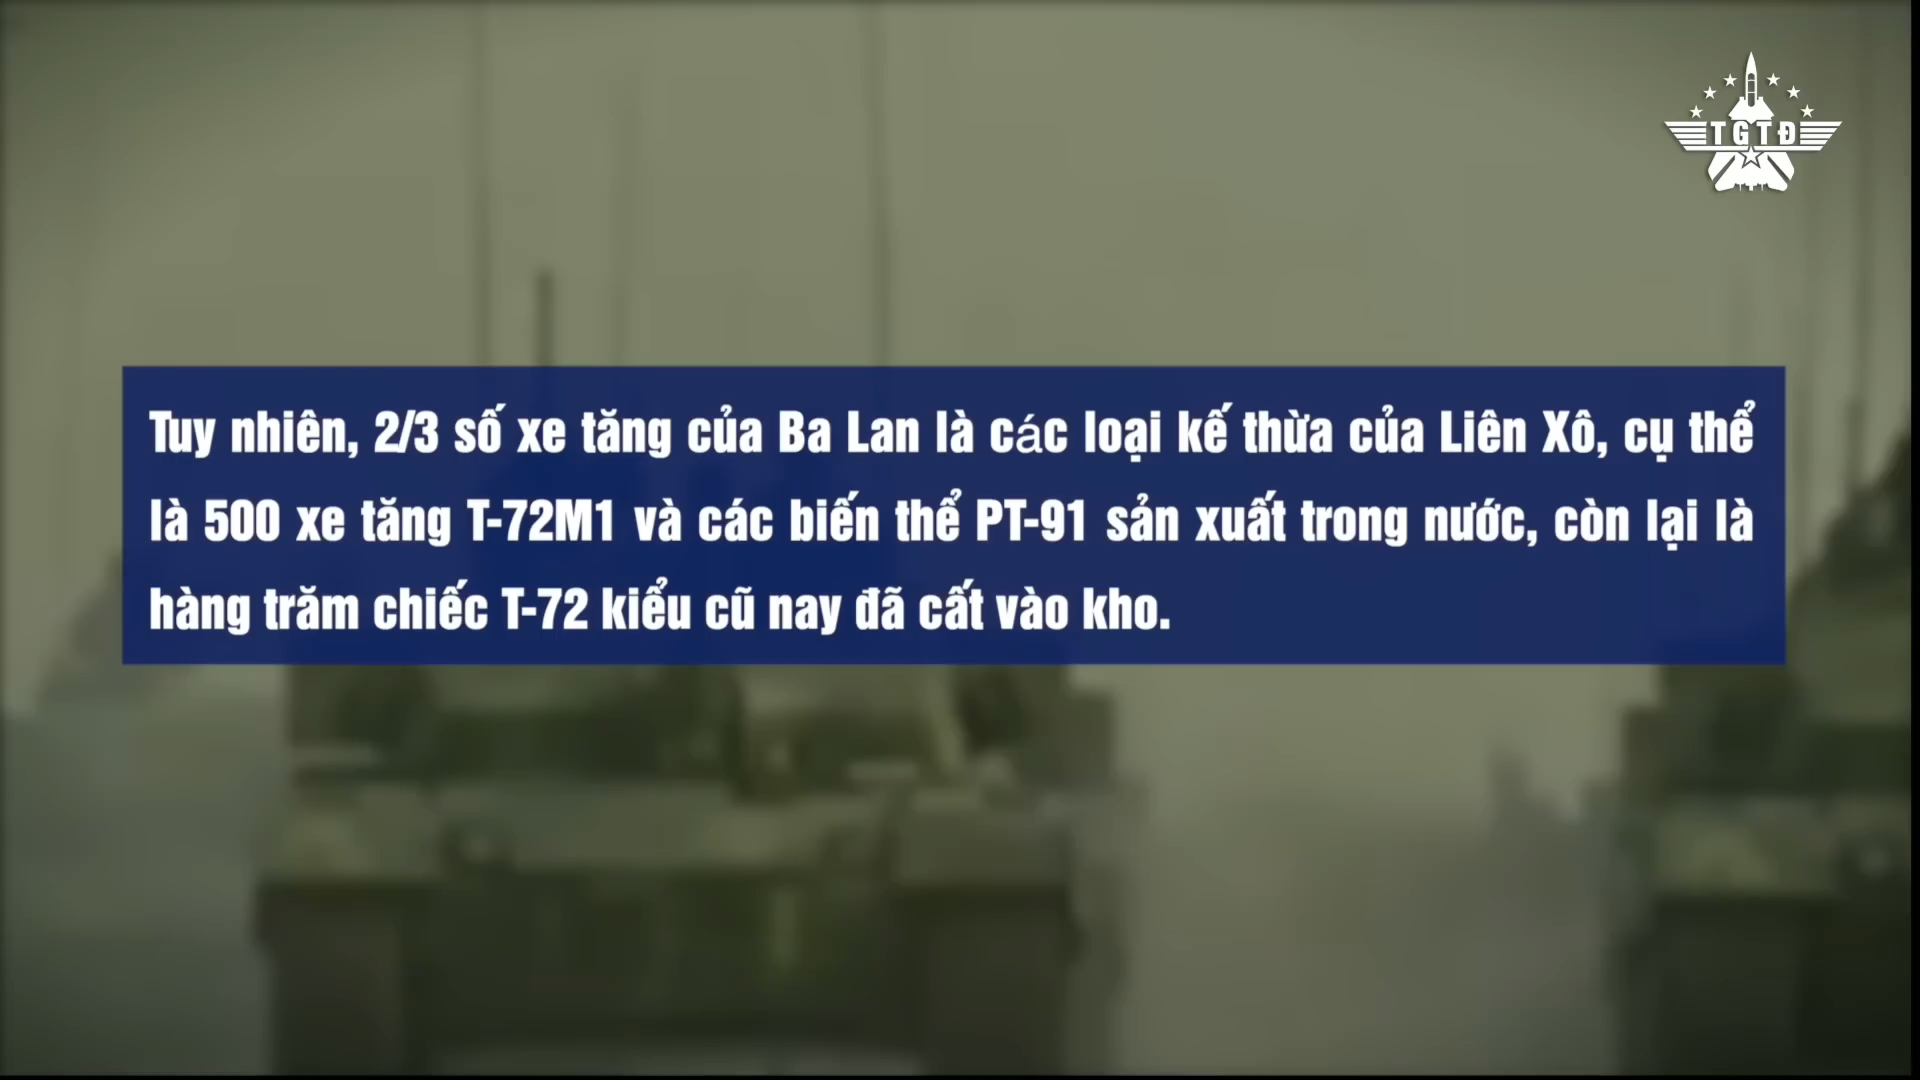 TGTĐ
Tuy nhiên, 2/3 số xe tăng của Ba Lan là các loại kế thừa của Liên Xô, cụ thể
là 500 xe tăng T-72M1 và các biến thể PT-91 sản xuất trong nước, còn lại là
hàng trăm chiếc T-72 kiểu cũ nay đã cất vào kho.